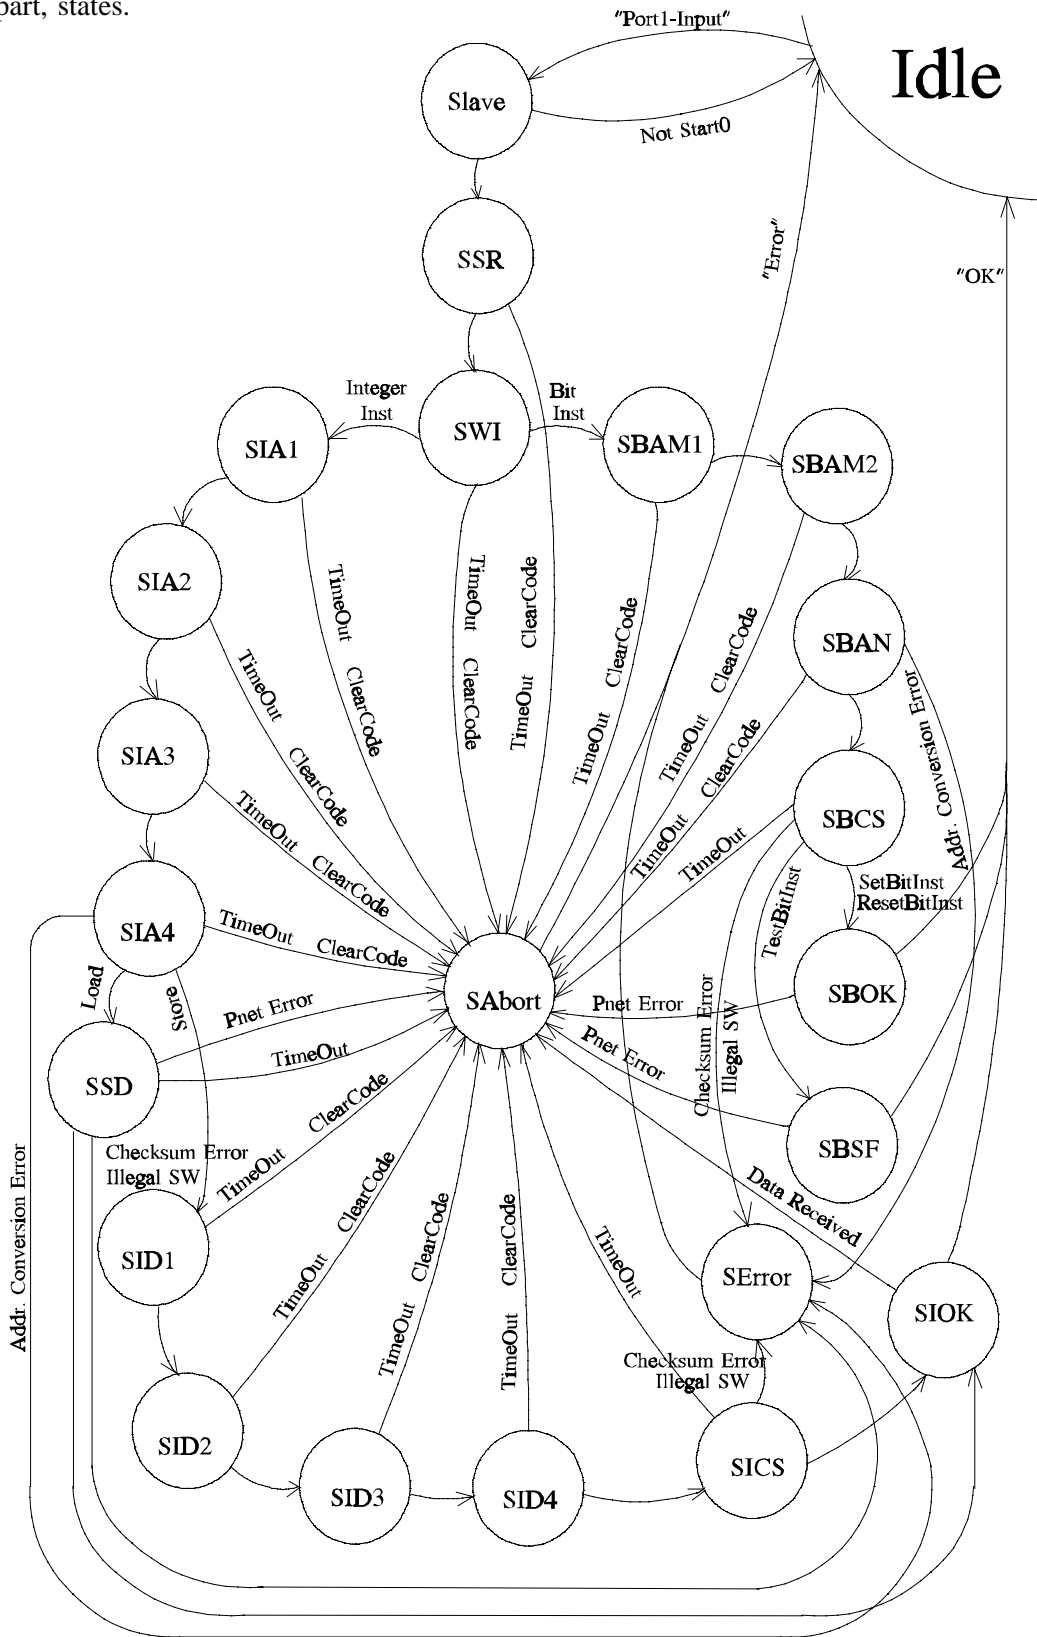 part, states.
"Port1-Input"
Idle
Slave
Not Start0
SSR
"Error"
"OK"
Integer
Inst
Bit
Inst
SIA1
SWI
SBAM1
SBAM2
SIA2
TimeOut ClearCode
TimeOut ClearCode
TimeOut ClearCode
TimeOut ClearCode
TimeOut ClearCode
SBAN
TimeOut ClearCode
TimeOut ClearCode
Addr. Conversion Error
SIA3
TimeOut ClearCode
TimeOut
SBCS
SetBitInst
ResetBitInst
TestBitInst
SIA4
TimeOut ClearCode
Load
Store
Pnet Error
SAbort
Pnet Error
SBOK
Checksum Error
Illegal SW
TimeOut
Pnet Error
SSD
TimeOut ClearCode
SBSF
Checksum Error
Illegal SW
Addr. Conversion Error
SID1
TimeOut ClearCode
TimeOut ClearCode
TimeOut ClearCode
TimeOut
Data Received
SError
SIOK
Checksum Error
Illegal SW
SID2
SID3
SID4
SICS